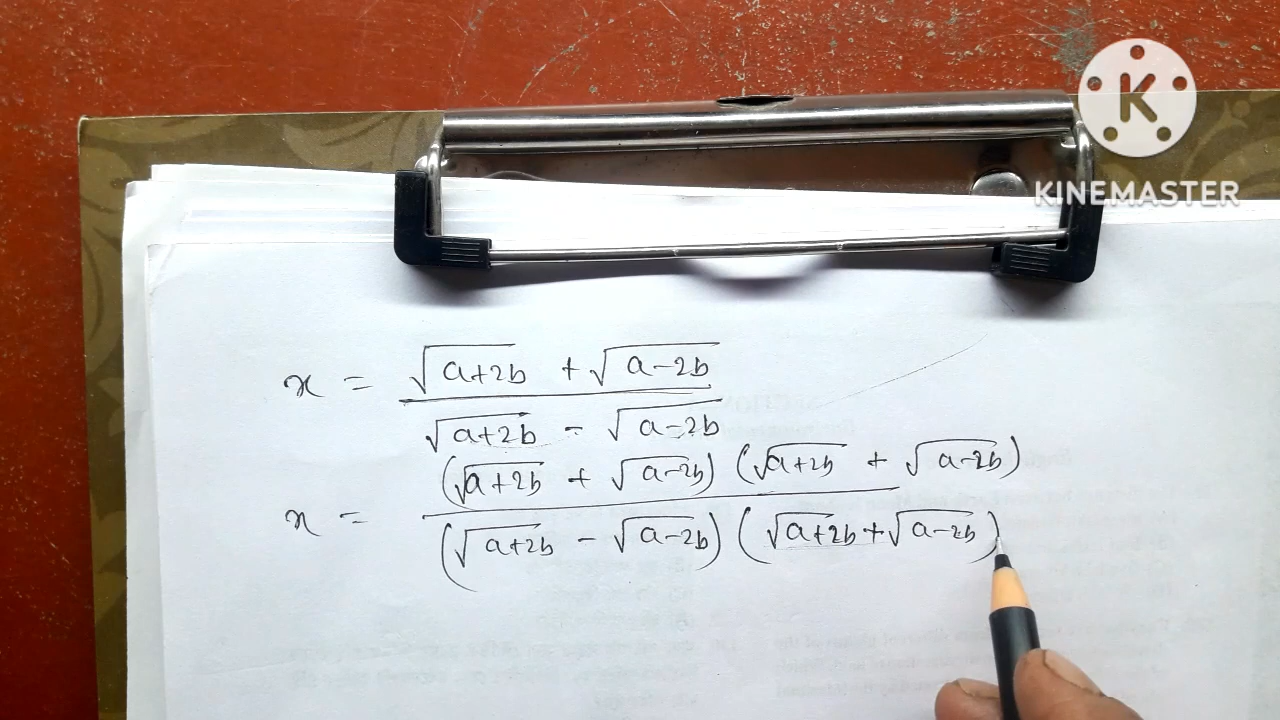 K
KINEMASTER
x = (√(a+2b) + √(a-2b)) / (√(a+2b) - √(a-2b))
x = ((√(a+2b) + √(a-2b)) (√(a+2b) + √(a-2b))) / ((√(a+2b) - √(a-2b)) (√(a+2b) + √(a-2b)))